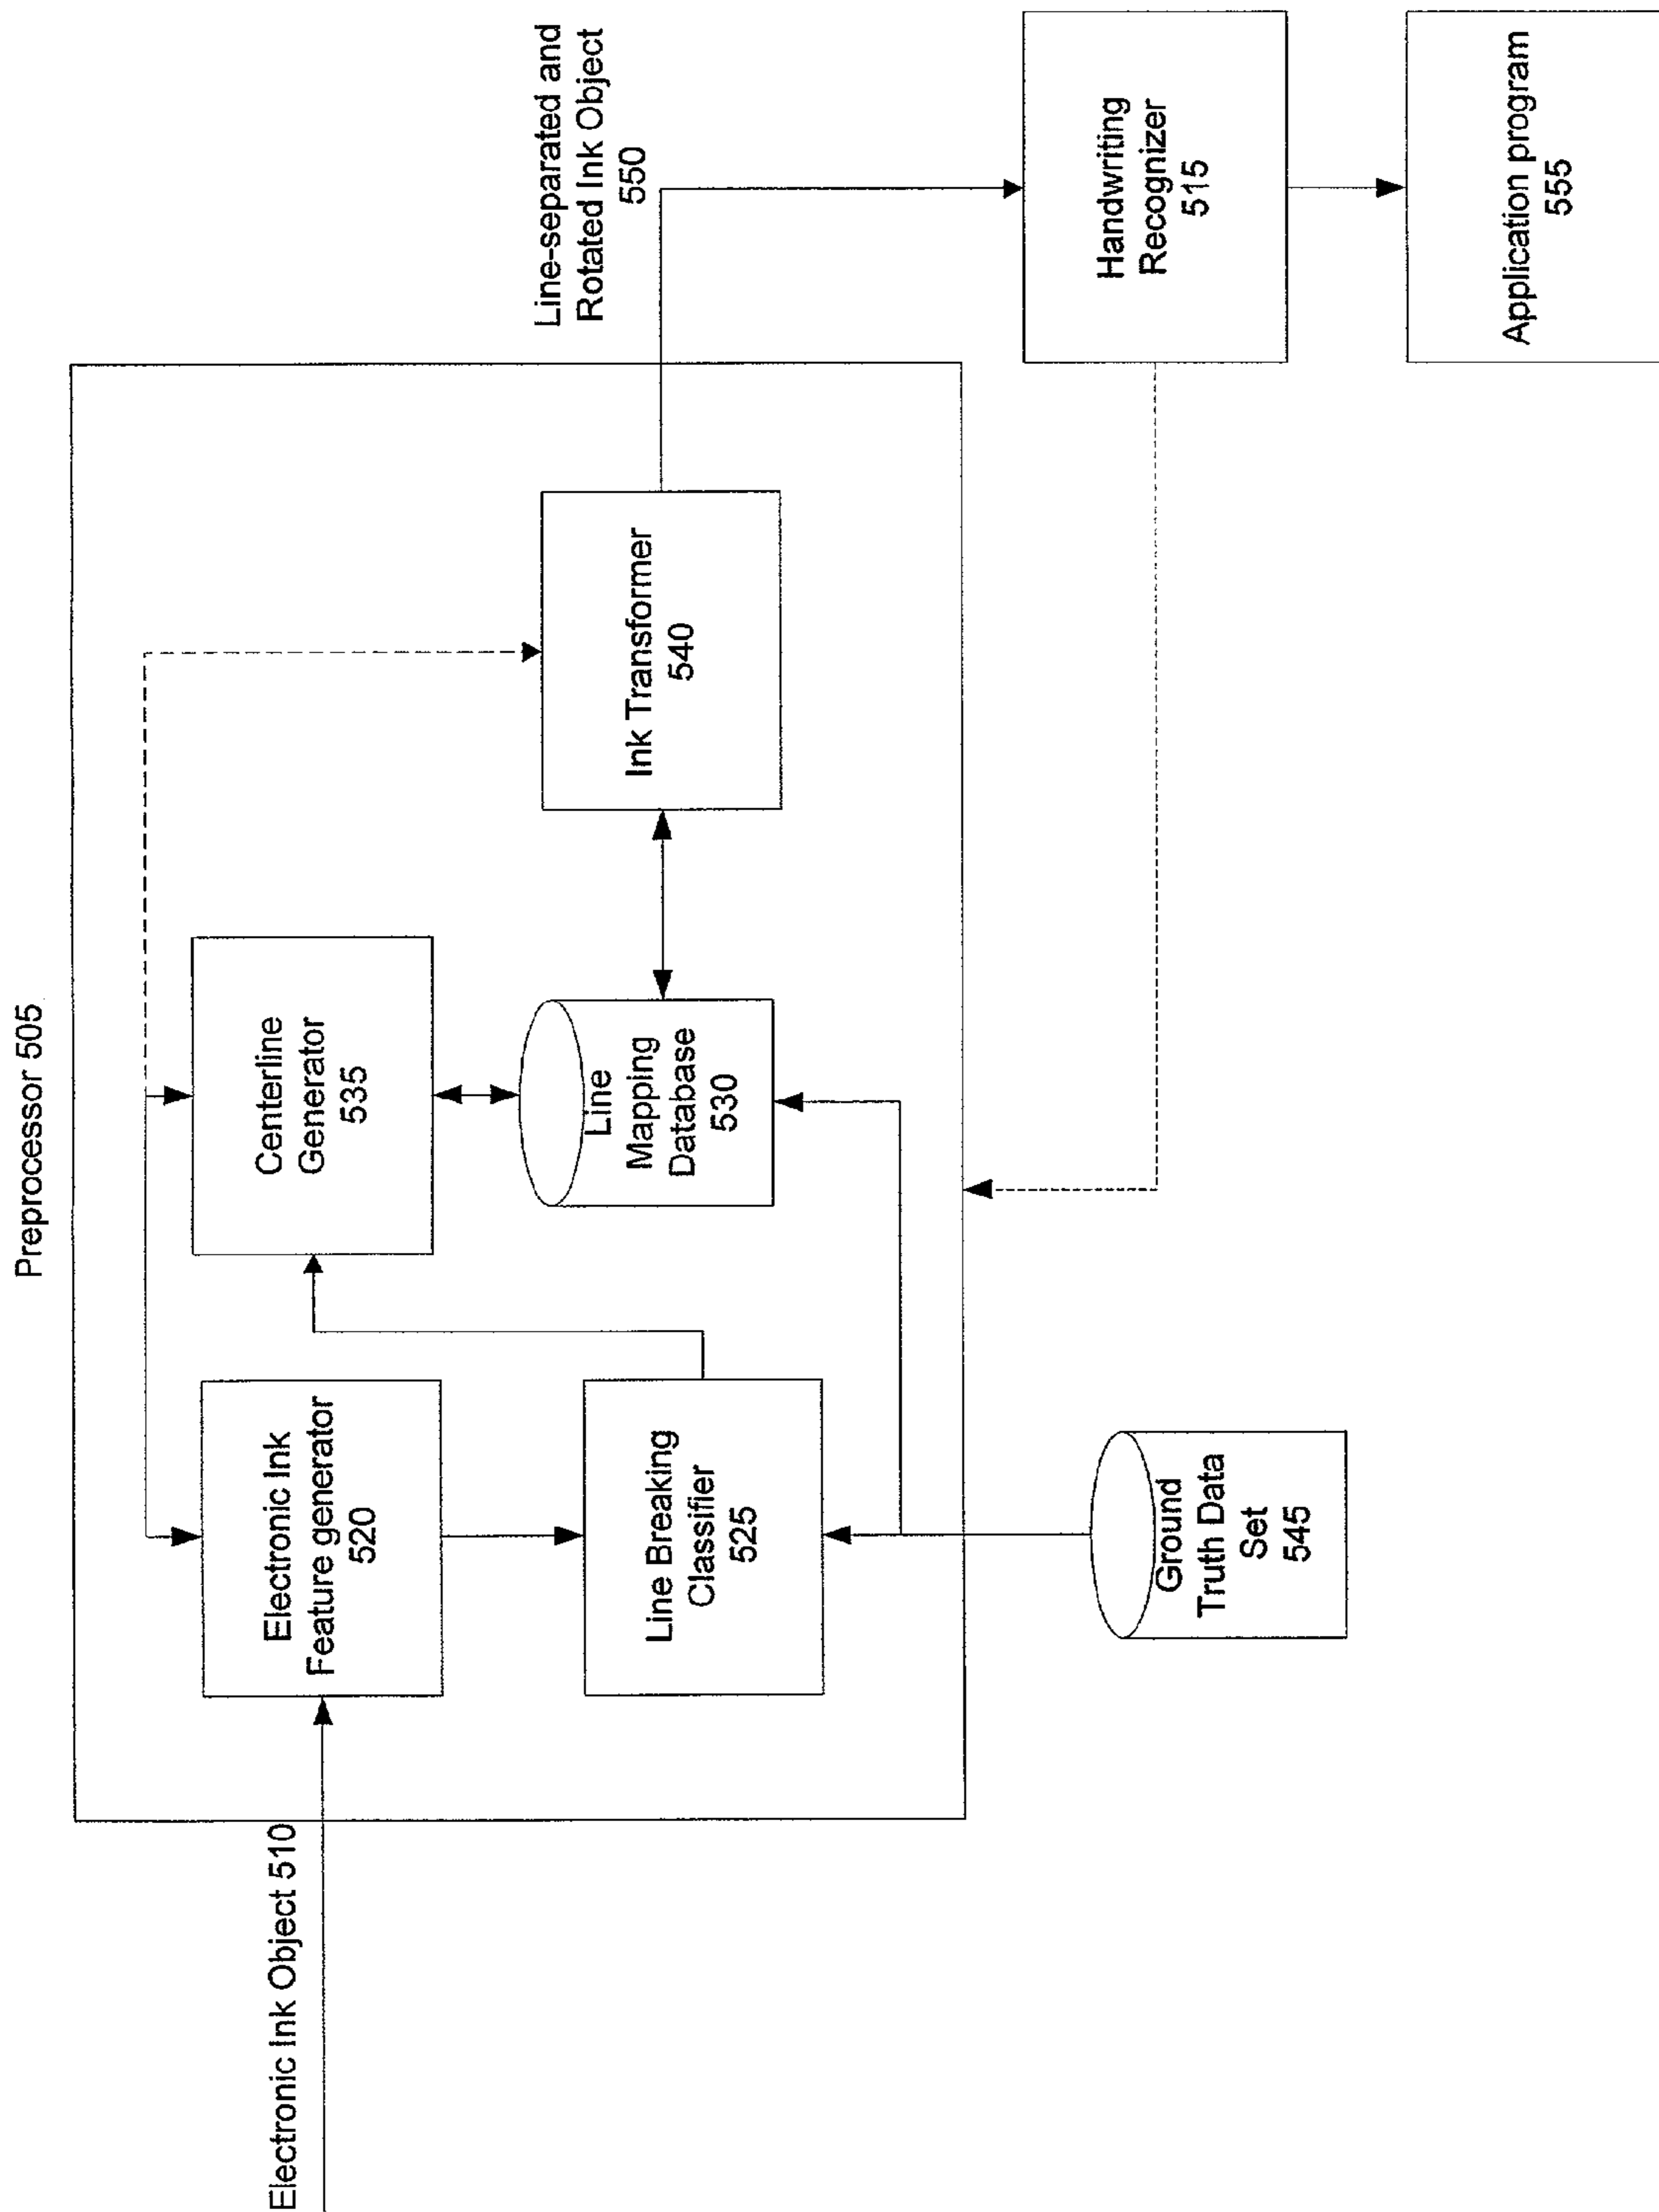 Preprocessor 505
Electronic Ink Object 510
Electronic Ink
Feature generator
520
Centerline
Generator
535
Line Breaking
Classifier
525
Line
Mapping
Database
530
Ink Transformer
540
Line-separated and
Rotated Ink Object
550
Ground
Truth Data
Set
545
Handwriting
Recognizer
515
Application program
555